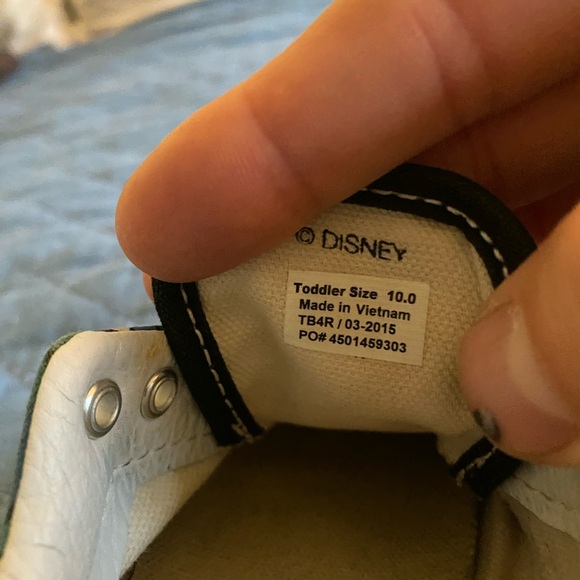 © DISNEY
Toddler Size 10.0
Made in Vietnam
TB4R / 03-2015
PO# 4501459303